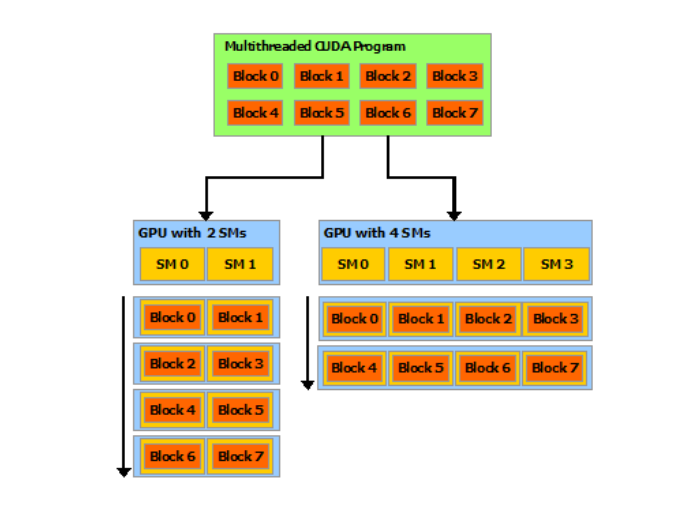 Multithreaded CUDA Program
Block 0 Block 1 Block 2 Block 3
Block 4 Block 5 Block 6 Block 7
GPU with 2 SMs
SM 0 SM 1
Block 0 Block 1
Block 2 Block 3
Block 4 Block 5
Block 6 Block 7
GPU with 4 SMs
SM 0 SM 1 SM 2 SM 3
Block 0 Block 1 Block 2 Block 3
Block 4 Block 5 Block 6 Block 7